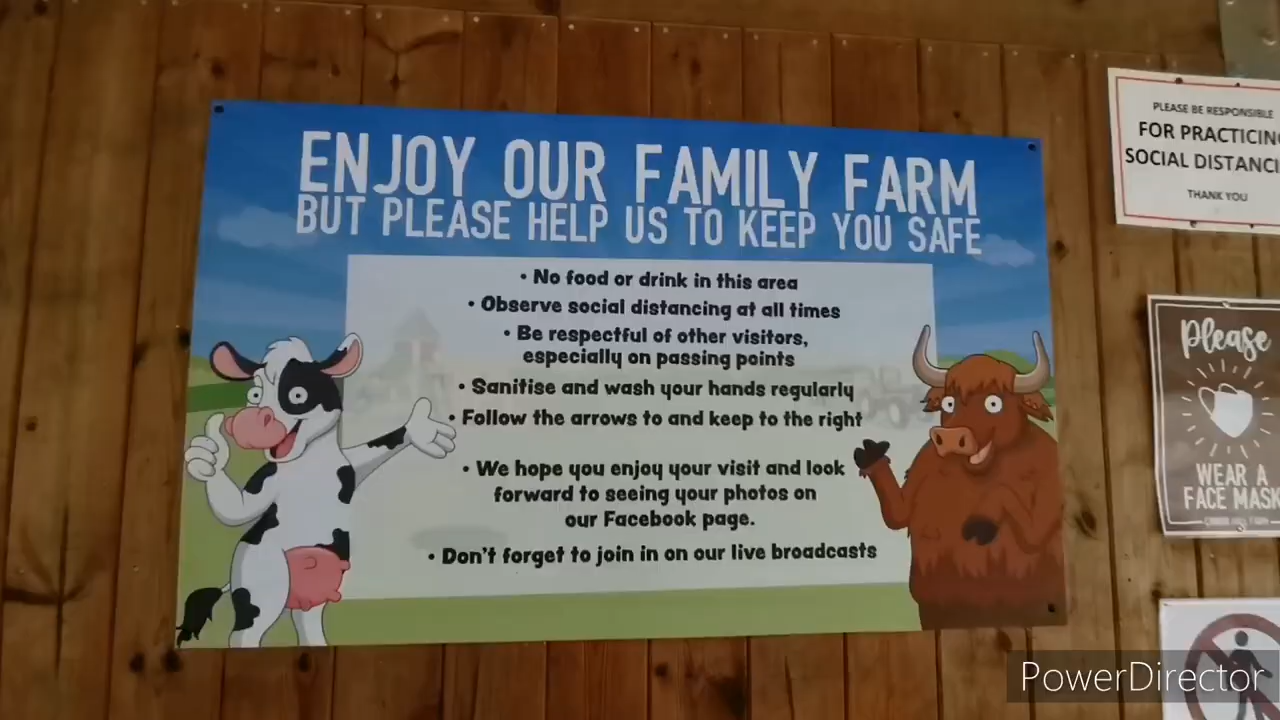 ENJOY OUR FAMILY FARM
BUT PLEASE HELP US TO KEEP YOU SAFE
• No food or drink in this area
• Observe social distancing at all times
• Be respectful of other visitors,
especially on passing points
• Sanitise and wash your hands regularly
• Follow the arrows to and keep to the right
• We hope you enjoy your visit and look
forward to seeing your photos on
our Facebook page.
• Don't forget to join in on our live broadcasts
PLEASE BE RESPONSIBLE
FOR PRACTICING
SOCIAL DISTANCI
THANK YOU
Please
WEAR A
FACE MASK
PowerDirector